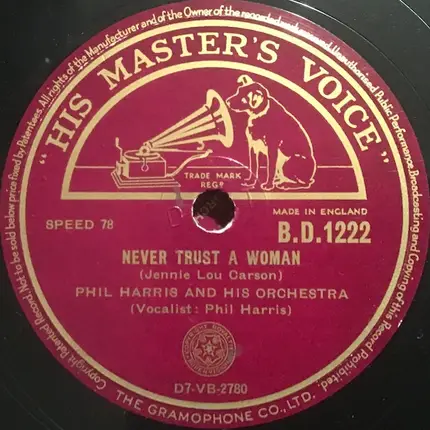 All rights of the Manufacturer and of the Owner of the recorded work reserved. Unauthorised Public Performance, Broadcasting and Copying of this Record Prohibited.
Copyright Patented Record. Not to be sold below price fixed by Patentees.
"HIS MASTER'S VOICE"
TRADE MARK
REGD
SPEED 78
MADE IN ENGLAND
B.D.1222
NEVER TRUST A WOMAN
(Jennie Lou Carson)
PHIL HARRIS AND HIS ORCHESTRA
(Vocalist: Phil Harris)
D7-VB-2780
THE GRAMOPHONE CO., LTD.